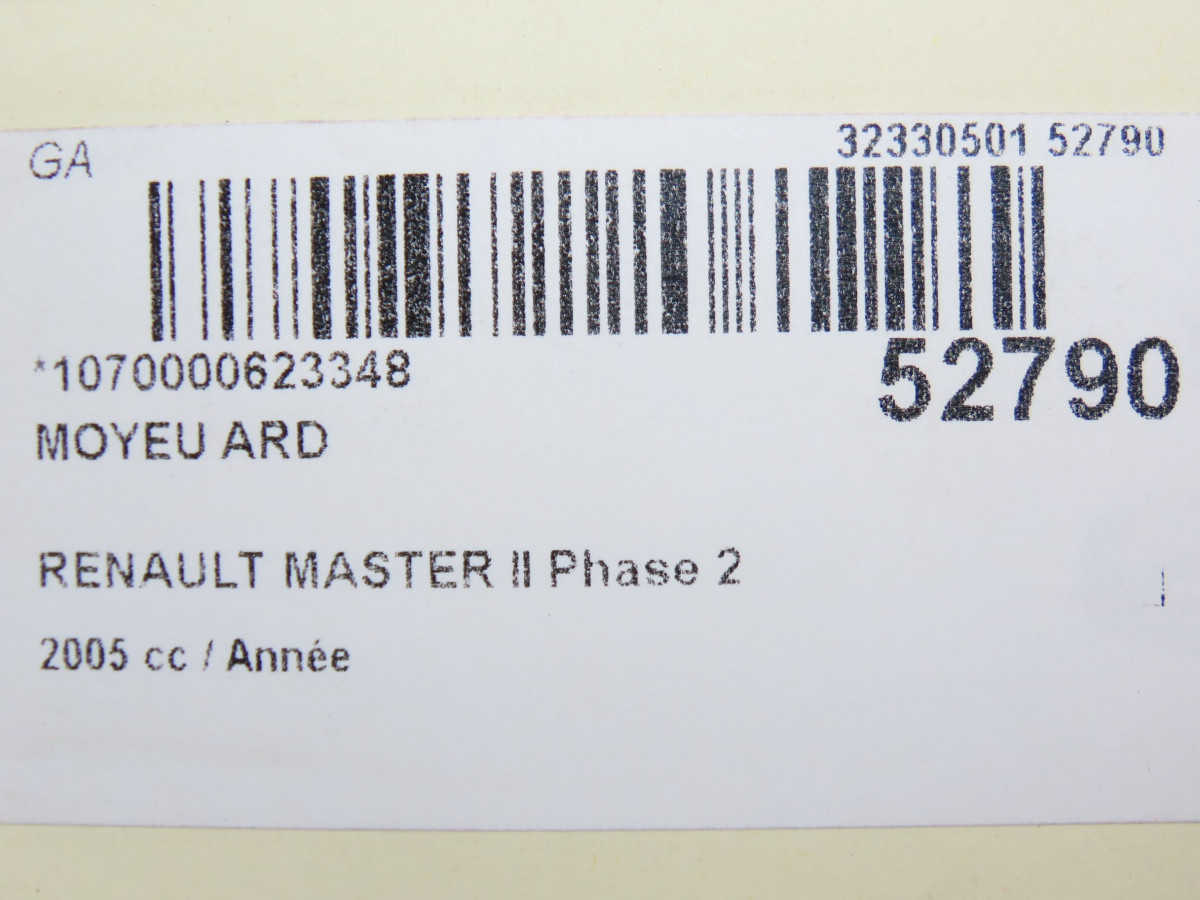 GA
32330501 52790
*1070000623348
52790
MOYEU ARD
RENAULT MASTER II Phase 2
2005 cc / Année